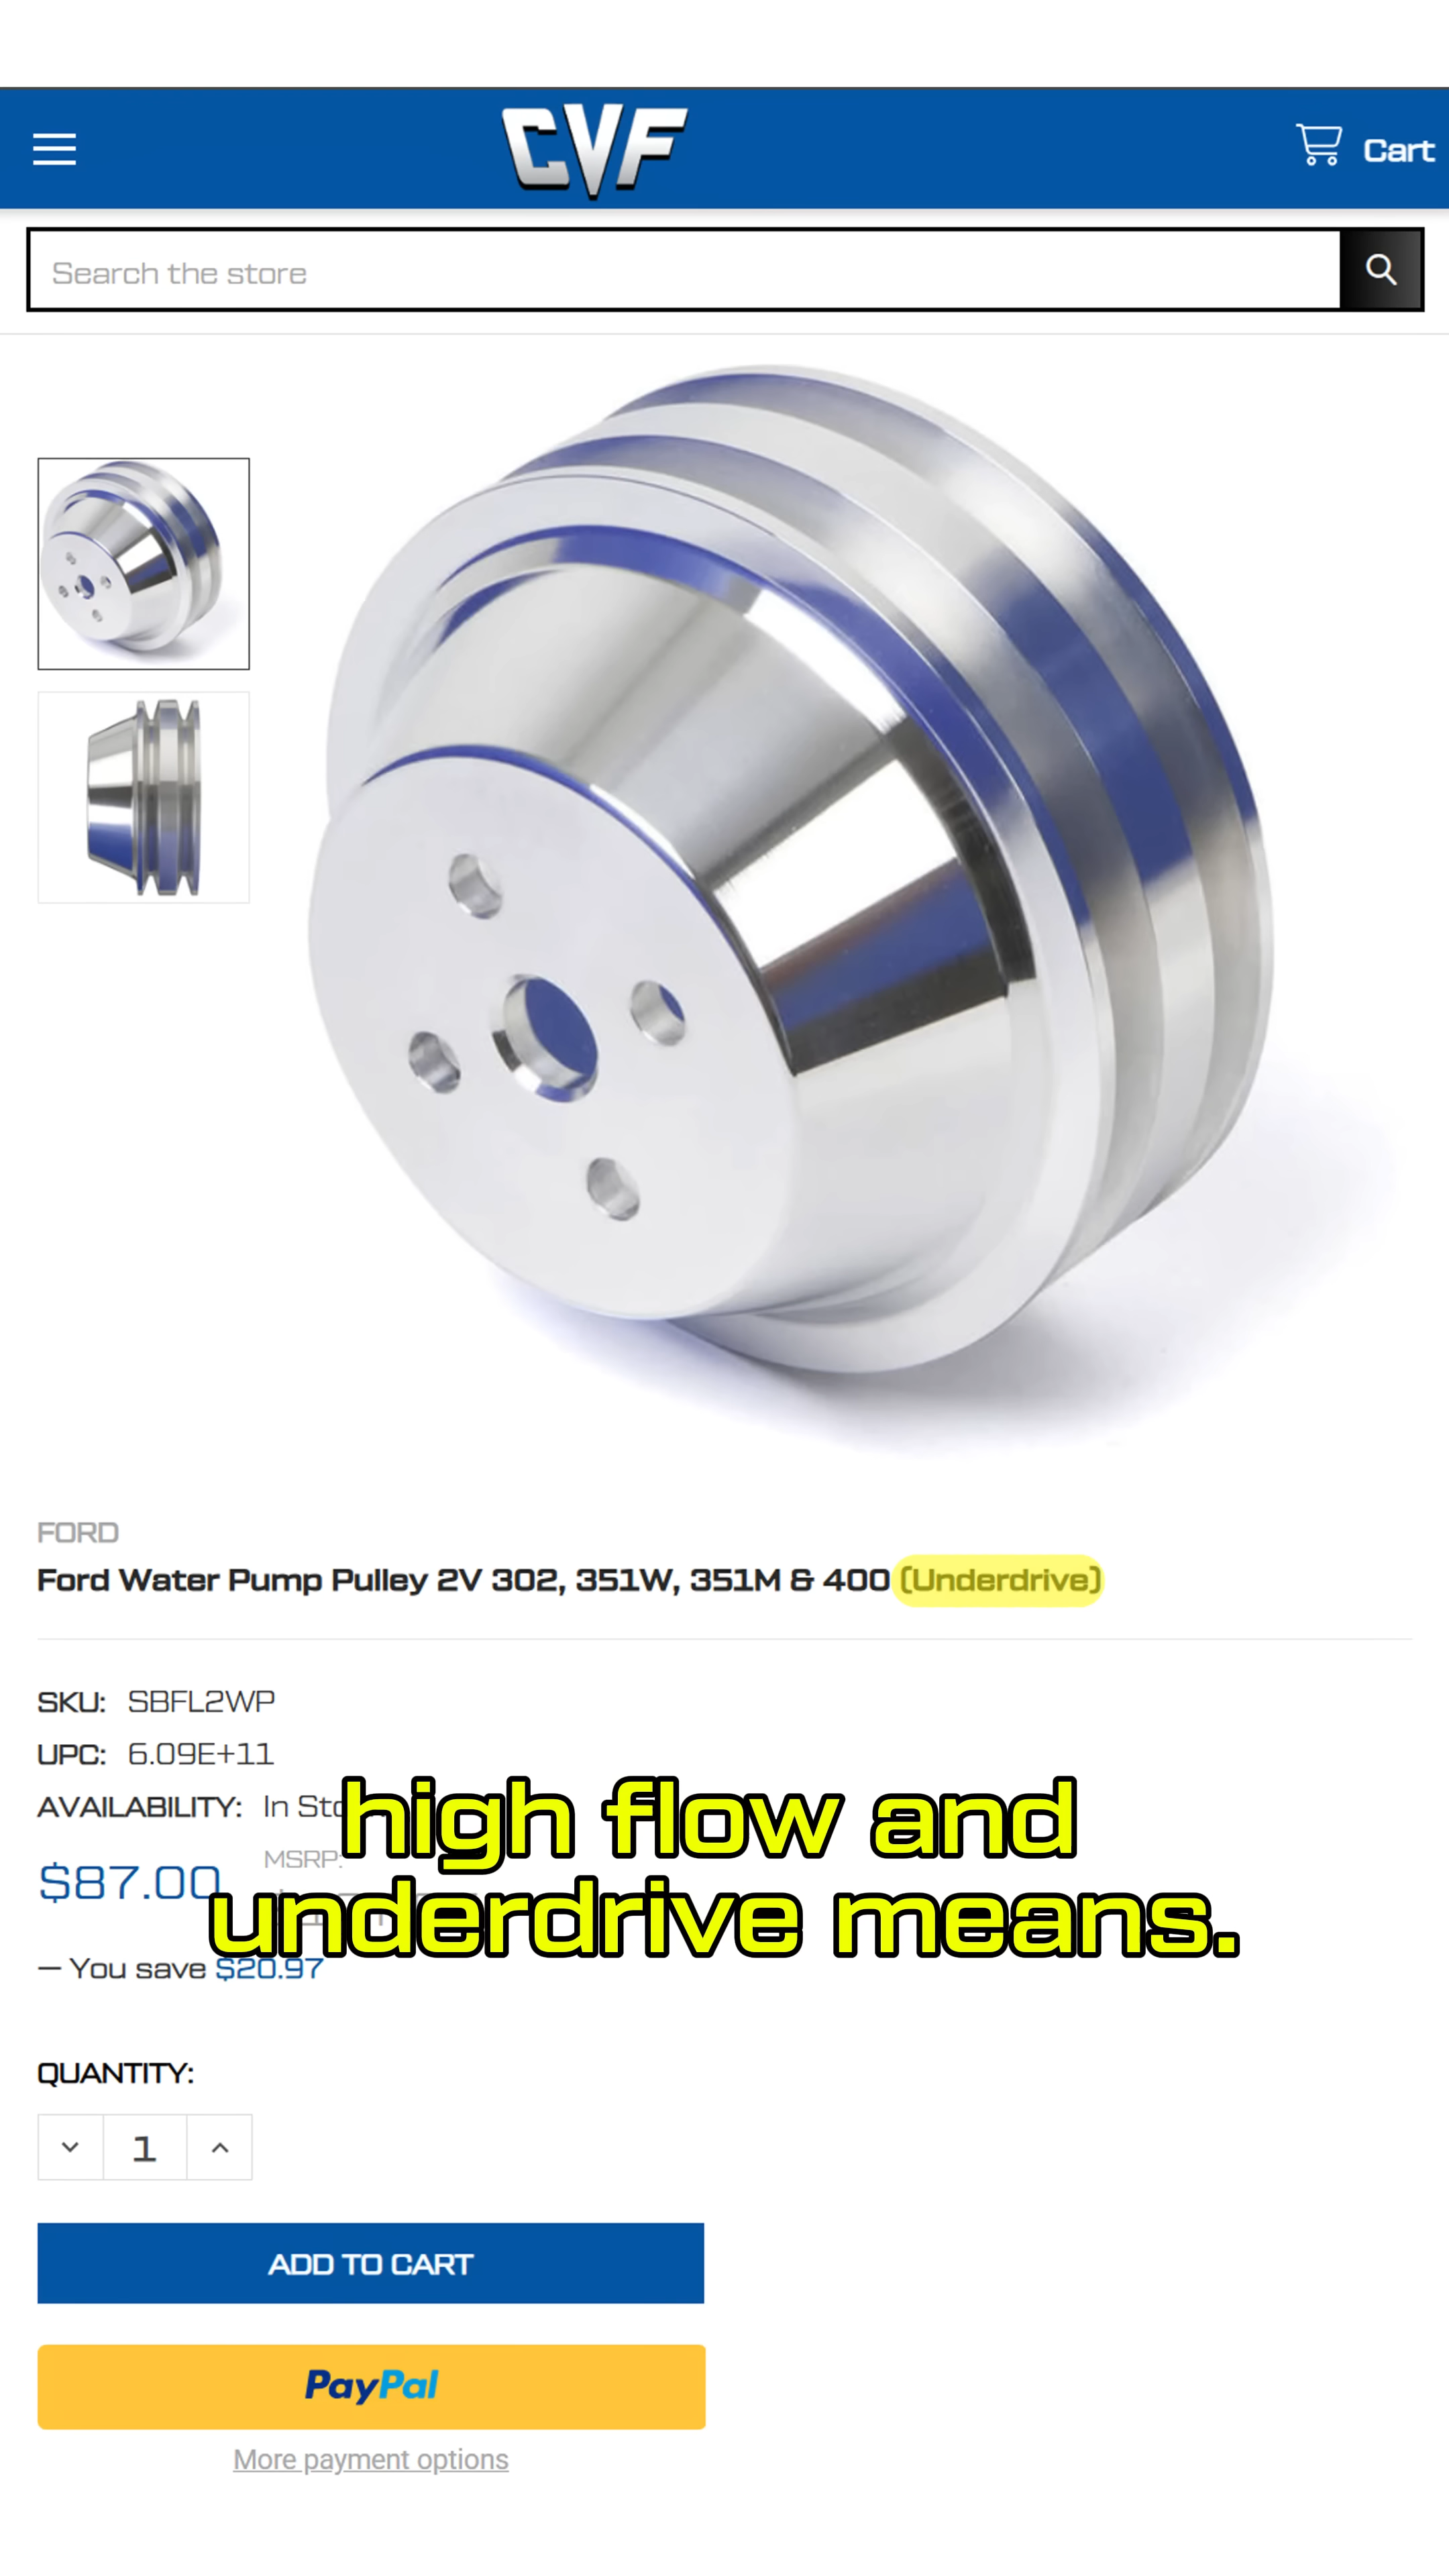 CVF
Cart
Search the store
FORD
Ford Water Pump Pulley 2V 302, 351W, 351M & 400 (Underdrive)
SKU: SBFL2WP
UPC: 6.09E+11
AVAILABILITY: In
high flow and
MSRP:
$87.00
underdrive means.
— You save $20.97
QUANTITY:
1
ADD TO CART
PayPal
More payment options